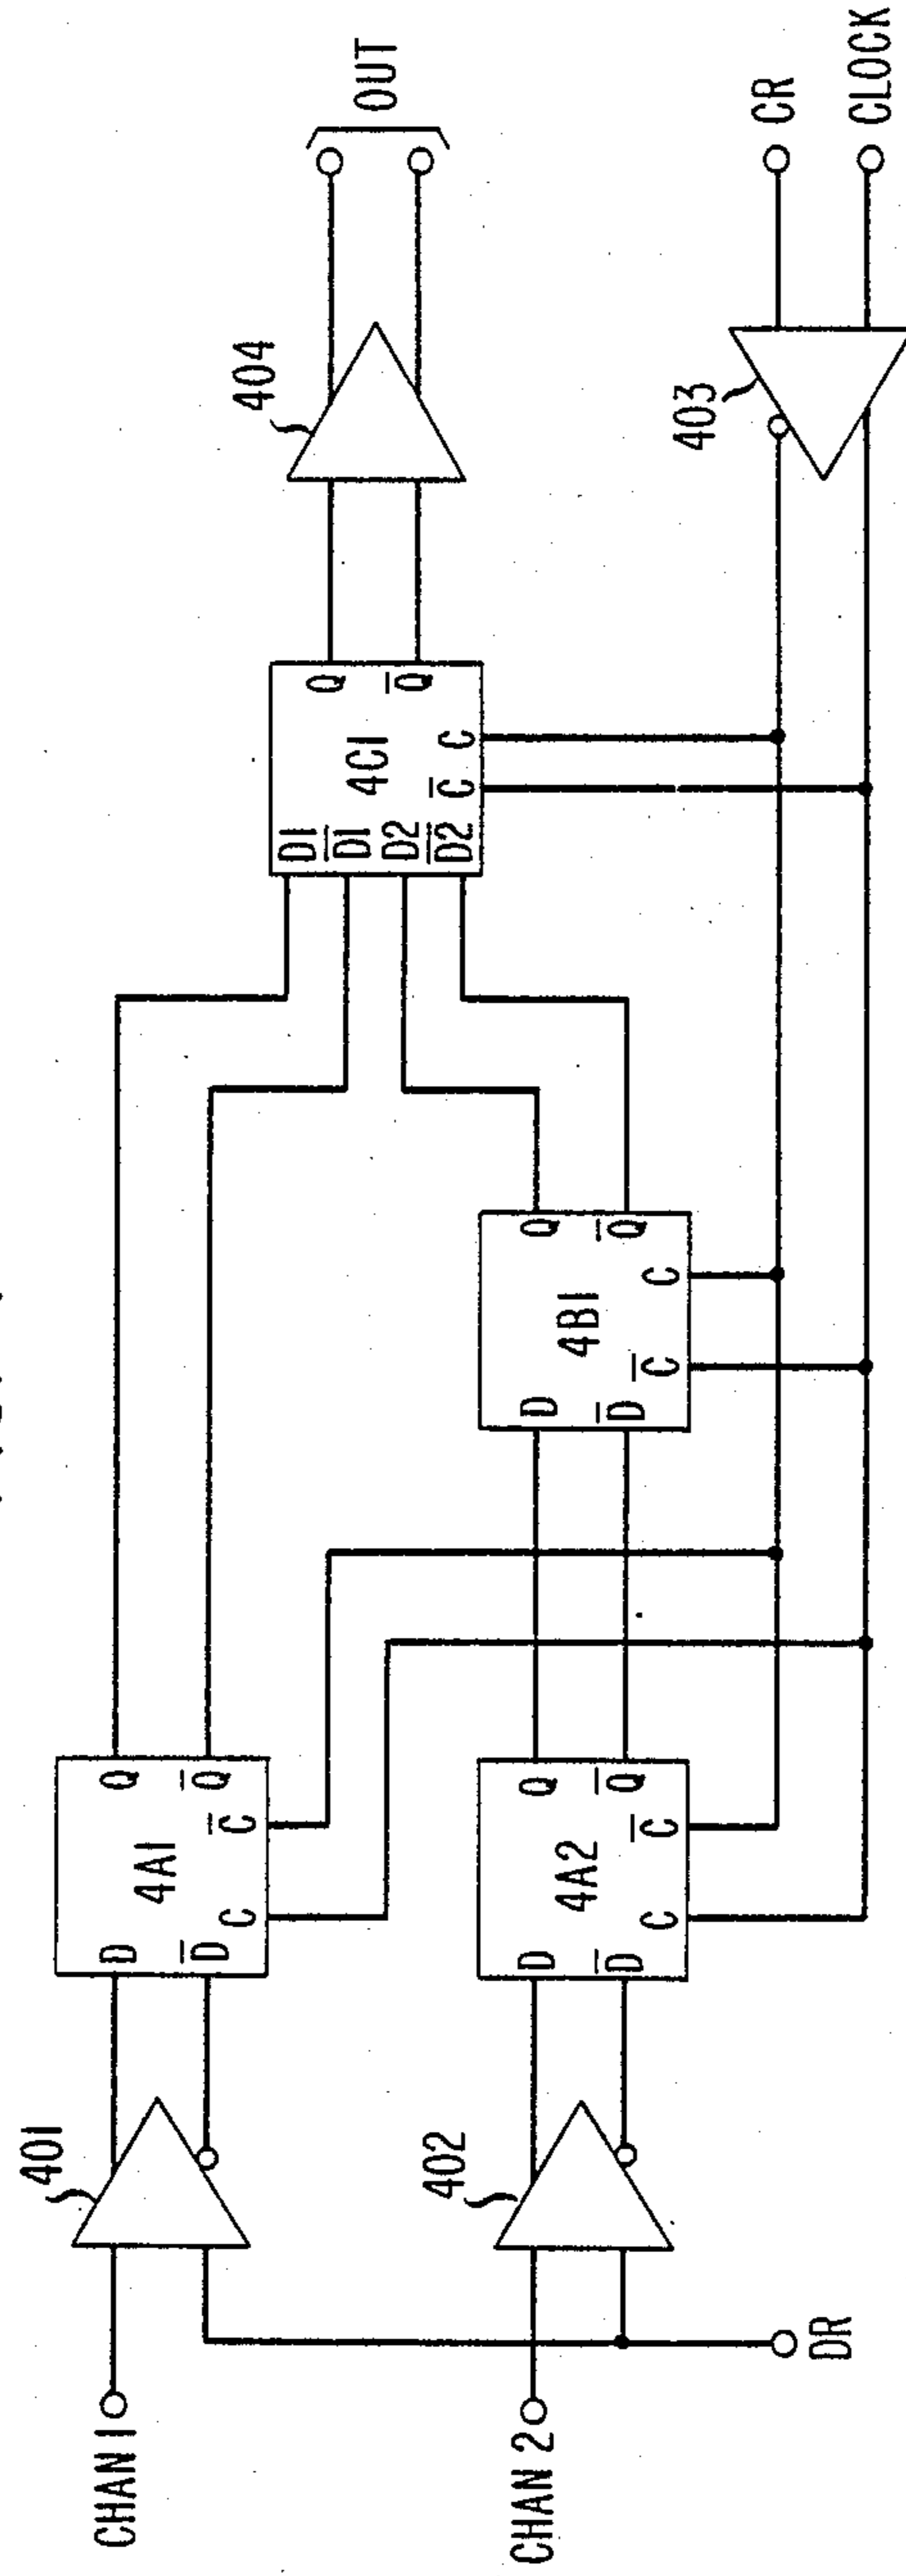 CHAN 1
401
D
D̅
4A1
C
C̅
Q
Q̅
CHAN 2
402
D
D̅
4A2
C
C̅
Q
Q̅
DR
D
D̅
4B1
C̅
C
Q
Q̅
D1
D̅1̅
D2
D̅2̅
4C1
C̅
C
Q
Q̅
404
OUT
403
CR
CLOCK